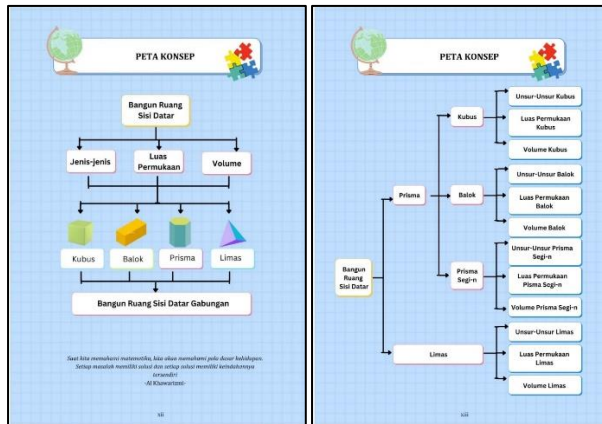 PETA KONSEP
Bangun Ruang
Sisi Datar
Jenis-jenis
Luas
Permukaan
Volume
Kubus
Balok
Prisma
Limas
Bangun Ruang Sisi Datar Gabungan
Saat kita memahami matematika, kita akan memahami pola dasar kehidupan.
Setiap masalah memiliki solusi dan setiap solusi memiliki keindahannya
tersendiri
PETA KONSEP
Bangun
Ruang
Sisi Datar
Prisma
Kubus
Unsur-Unsur Kubus
Luas Permukaan
Kubus
Volume Kubus
Balok
Unsur-Unsur Balok
Luas Permukaan
Balok
Volume Balok
Prisma
Segi-n
Unsur-Unsur Prisma
Segi-n
Luas Permukaan
Pisma Segi-n
Volume Prisma Segi-n
Limas
Unsur-Unsur Limas
Luas Permukaan
Limas
Volume Limas